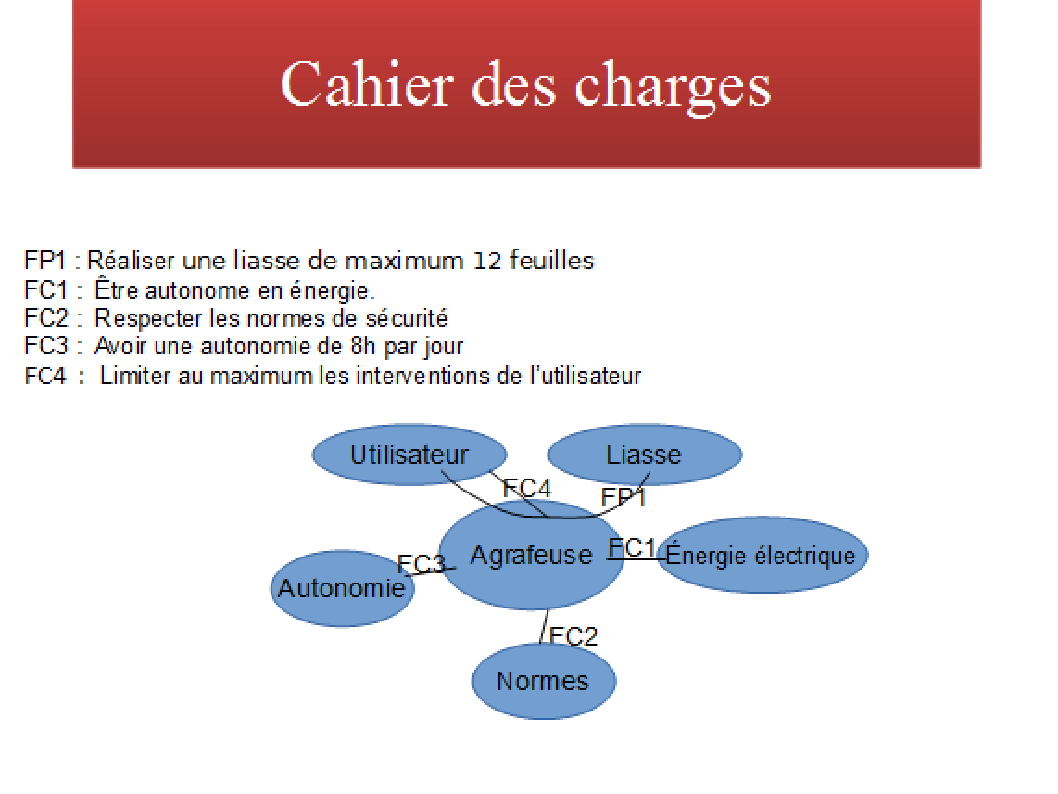 Cahier des charges
FP1 : Réaliser une liasse de maximum 12 feuilles
FC1 : Être autonome en énergie.
FC2 : Respecter les normes de sécurité
FC3 : Avoir une autonomie de 8h par jour
FC4 : Limiter au maximum les interventions de l'utilisateur
Utilisateur
Liasse
FC4
FP1
Agrafeuse
FC1
Énergie électrique
FC3
Autonomie
FC2
Normes